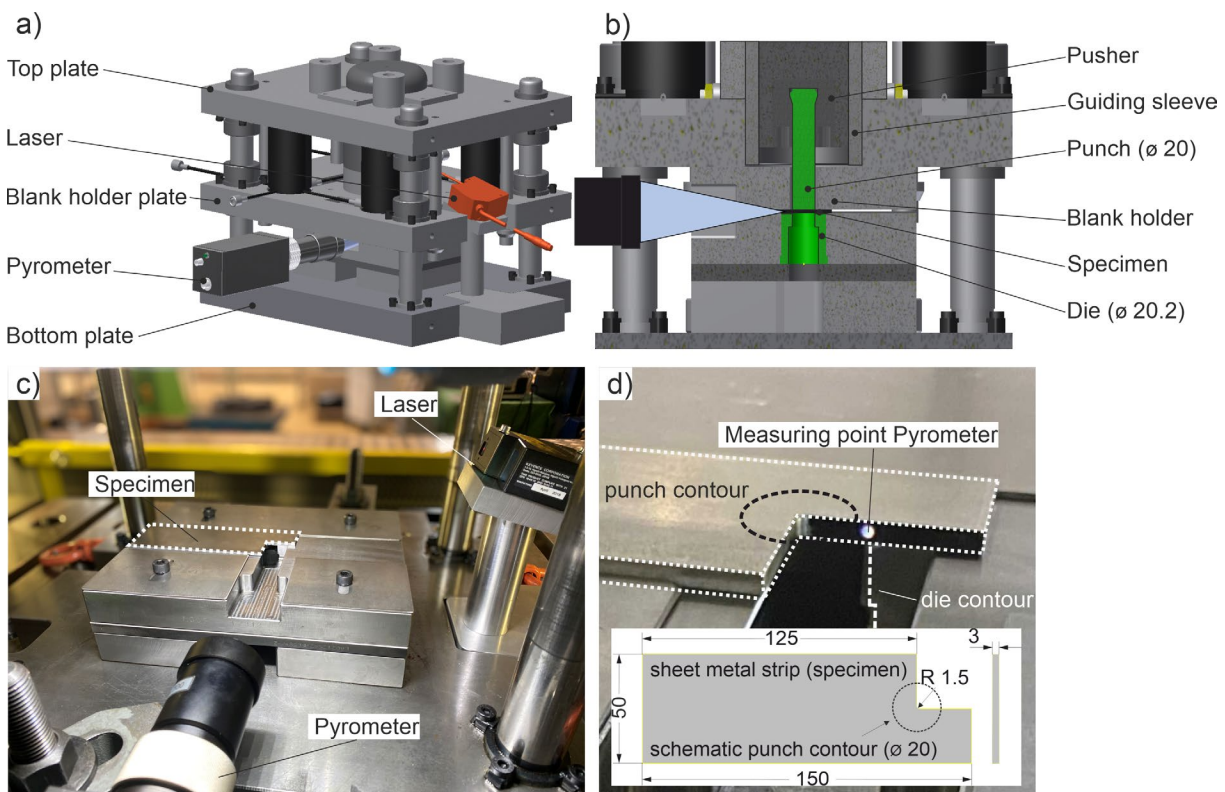 a)
Top plate
Laser
Blank holder plate
Pyrometer
Bottom plate
b)
Pusher
Guiding sleeve
Punch (ø 20)
Blank holder
Specimen
Die (ø 20.2)
c)
Laser
Specimen
KEYENCE CORPORATION
Pyrometer
d)
Measuring point Pyrometer
punch contour
die contour
125
3
sheet metal strip (specimen)
R 1.5
50
schematic punch contour (ø 20)
150